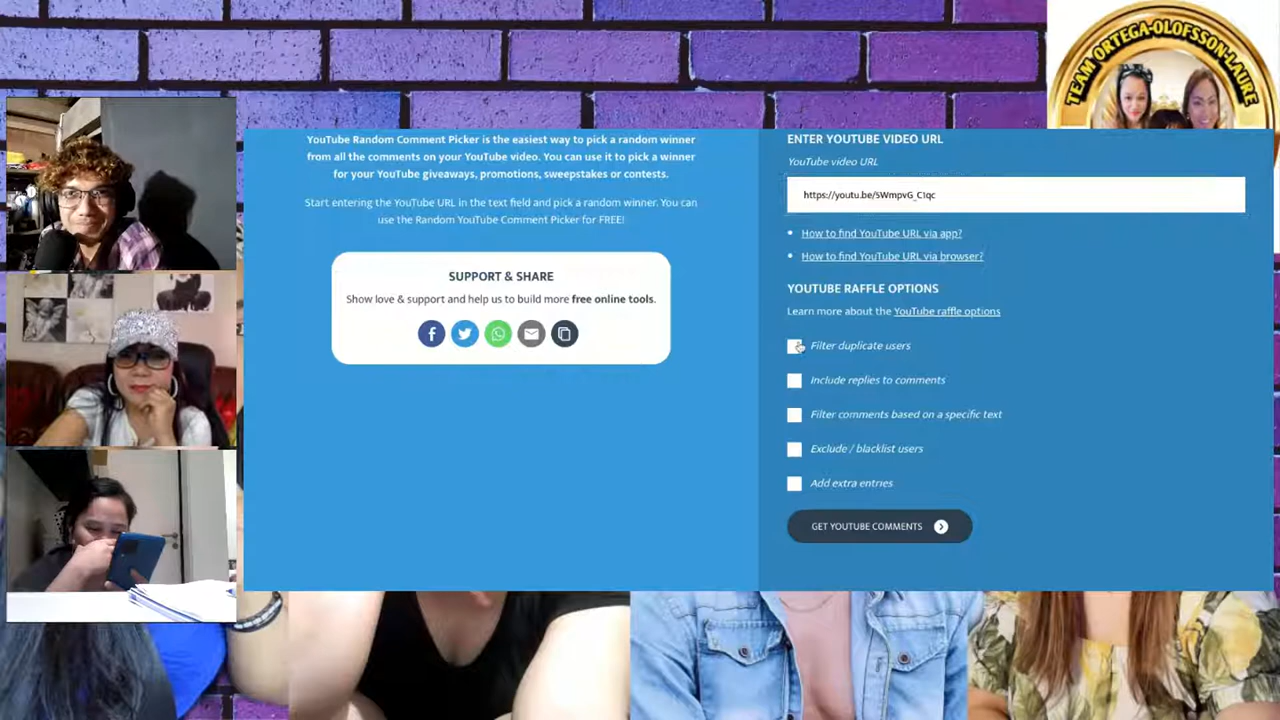 TEAM ORTEGA-OLOFSSON-LAURE
YouTube Random Comment Picker is the easiest way to pick a random winner
from all the comments on your YouTube video. You can use it to pick a winner
for your YouTube giveaways, promotions, sweepstakes or contests.
Start entering the YouTube URL in the text field and pick a random winner. You can
use the Random YouTube Comment Picker for FREE!
SUPPORT & SHARE
Show love & support and help us to build more free online tools.
ENTER YOUTUBE VIDEO URL
YouTube video URL
https://youtu.be/5WmpvG_CIqc
How to find YouTube URL via app?
How to find YouTube URL via browser?
YOUTUBE RAFFLE OPTIONS
Learn more about the YouTube raffle options
Filter duplicate users
Include replies to comments
Filter comments based on a specific text
Exclude / blacklist users
Add extra entries
GET YOUTUBE COMMENTS